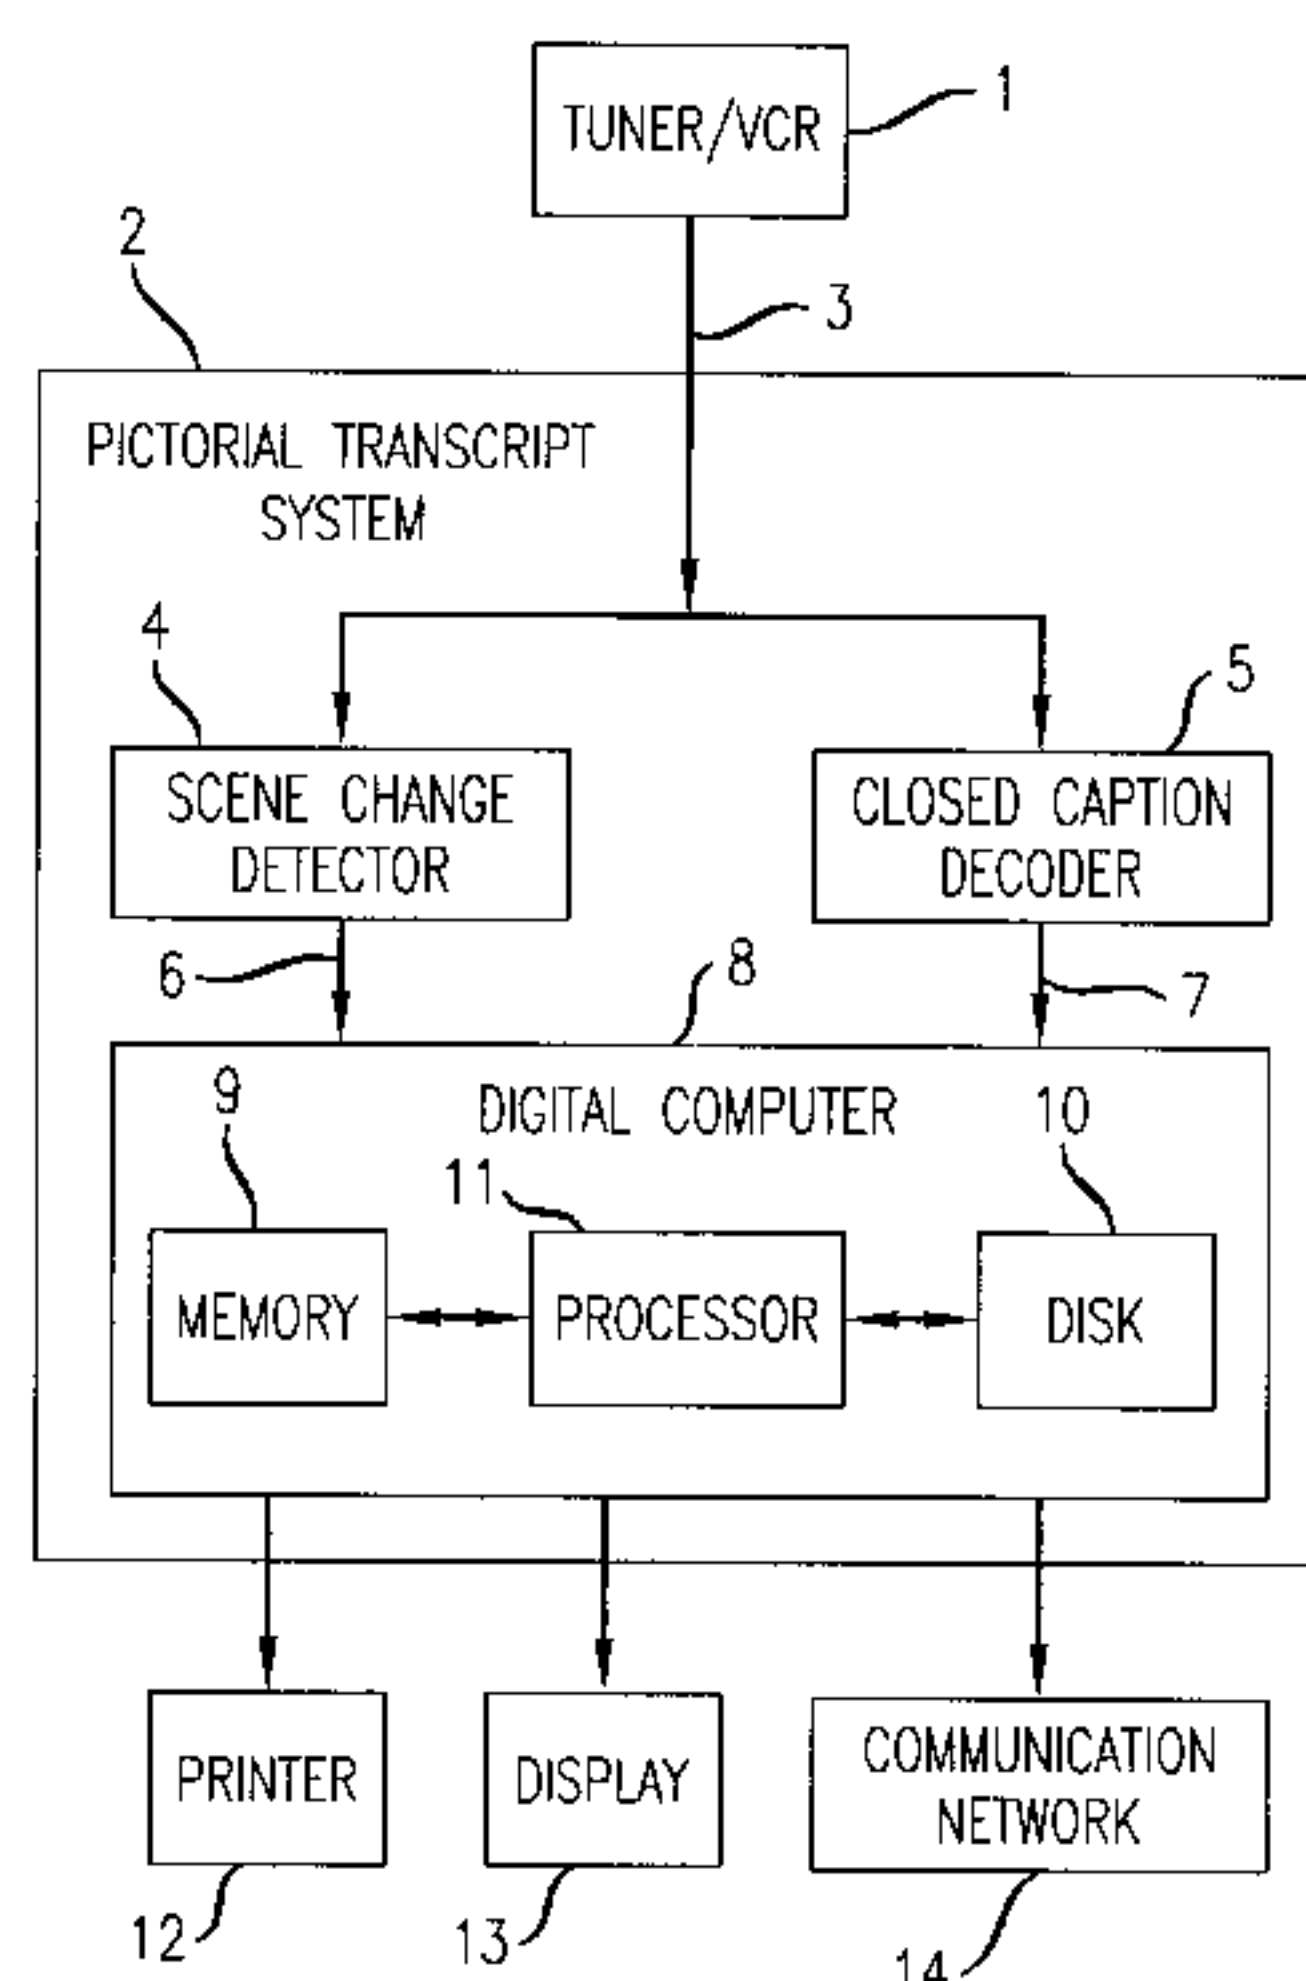 TUNER/VCR
1
2
3
PICTORIAL TRANSCRIPT
SYSTEM
4
5
SCENE CHANGE
DETECTOR
CLOSED CAPTION
DECODER
6
8
7
DIGITAL COMPUTER
9
10
11
MEMORY
PROCESSOR
DISK
PRINTER
DISPLAY
COMMUNICATION
NETWORK
12
13
14